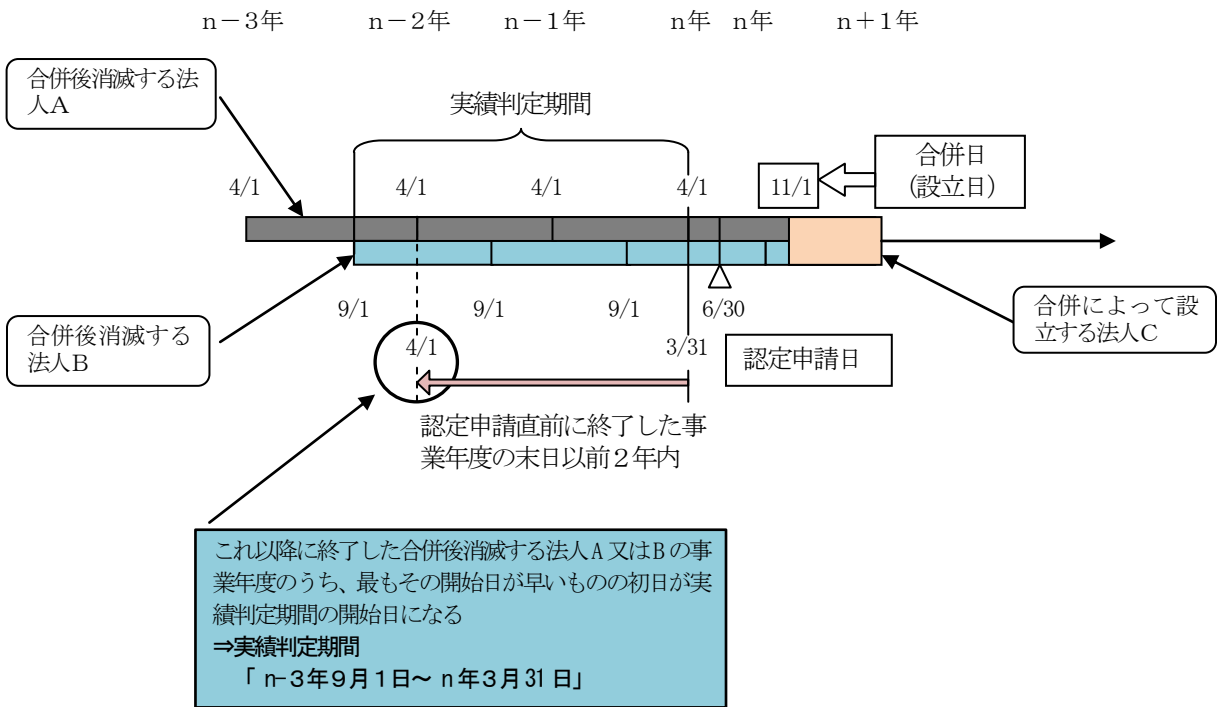 n－3年
n－2年
n－1年
n年
n年
n＋1年
合併後消滅する法
人A
実績判定期間
合併日
（設立日）
4/1
4/1
4/1
4/1
11/1
9/1
9/1
9/1
6/30
合併後消滅する
法人B
合併によって設
立する法人C
4/1
3/31
認定申請日
認定申請直前に終了した事
業年度の末日以前２年内
これ以降に終了した合併後消滅する法人A又はBの事
業年度のうち、最もその開始日が早いものの初日が実
績判定期間の開始日になる
⇒実績判定期間
「 n-３年９月１日～ n年３月31日」